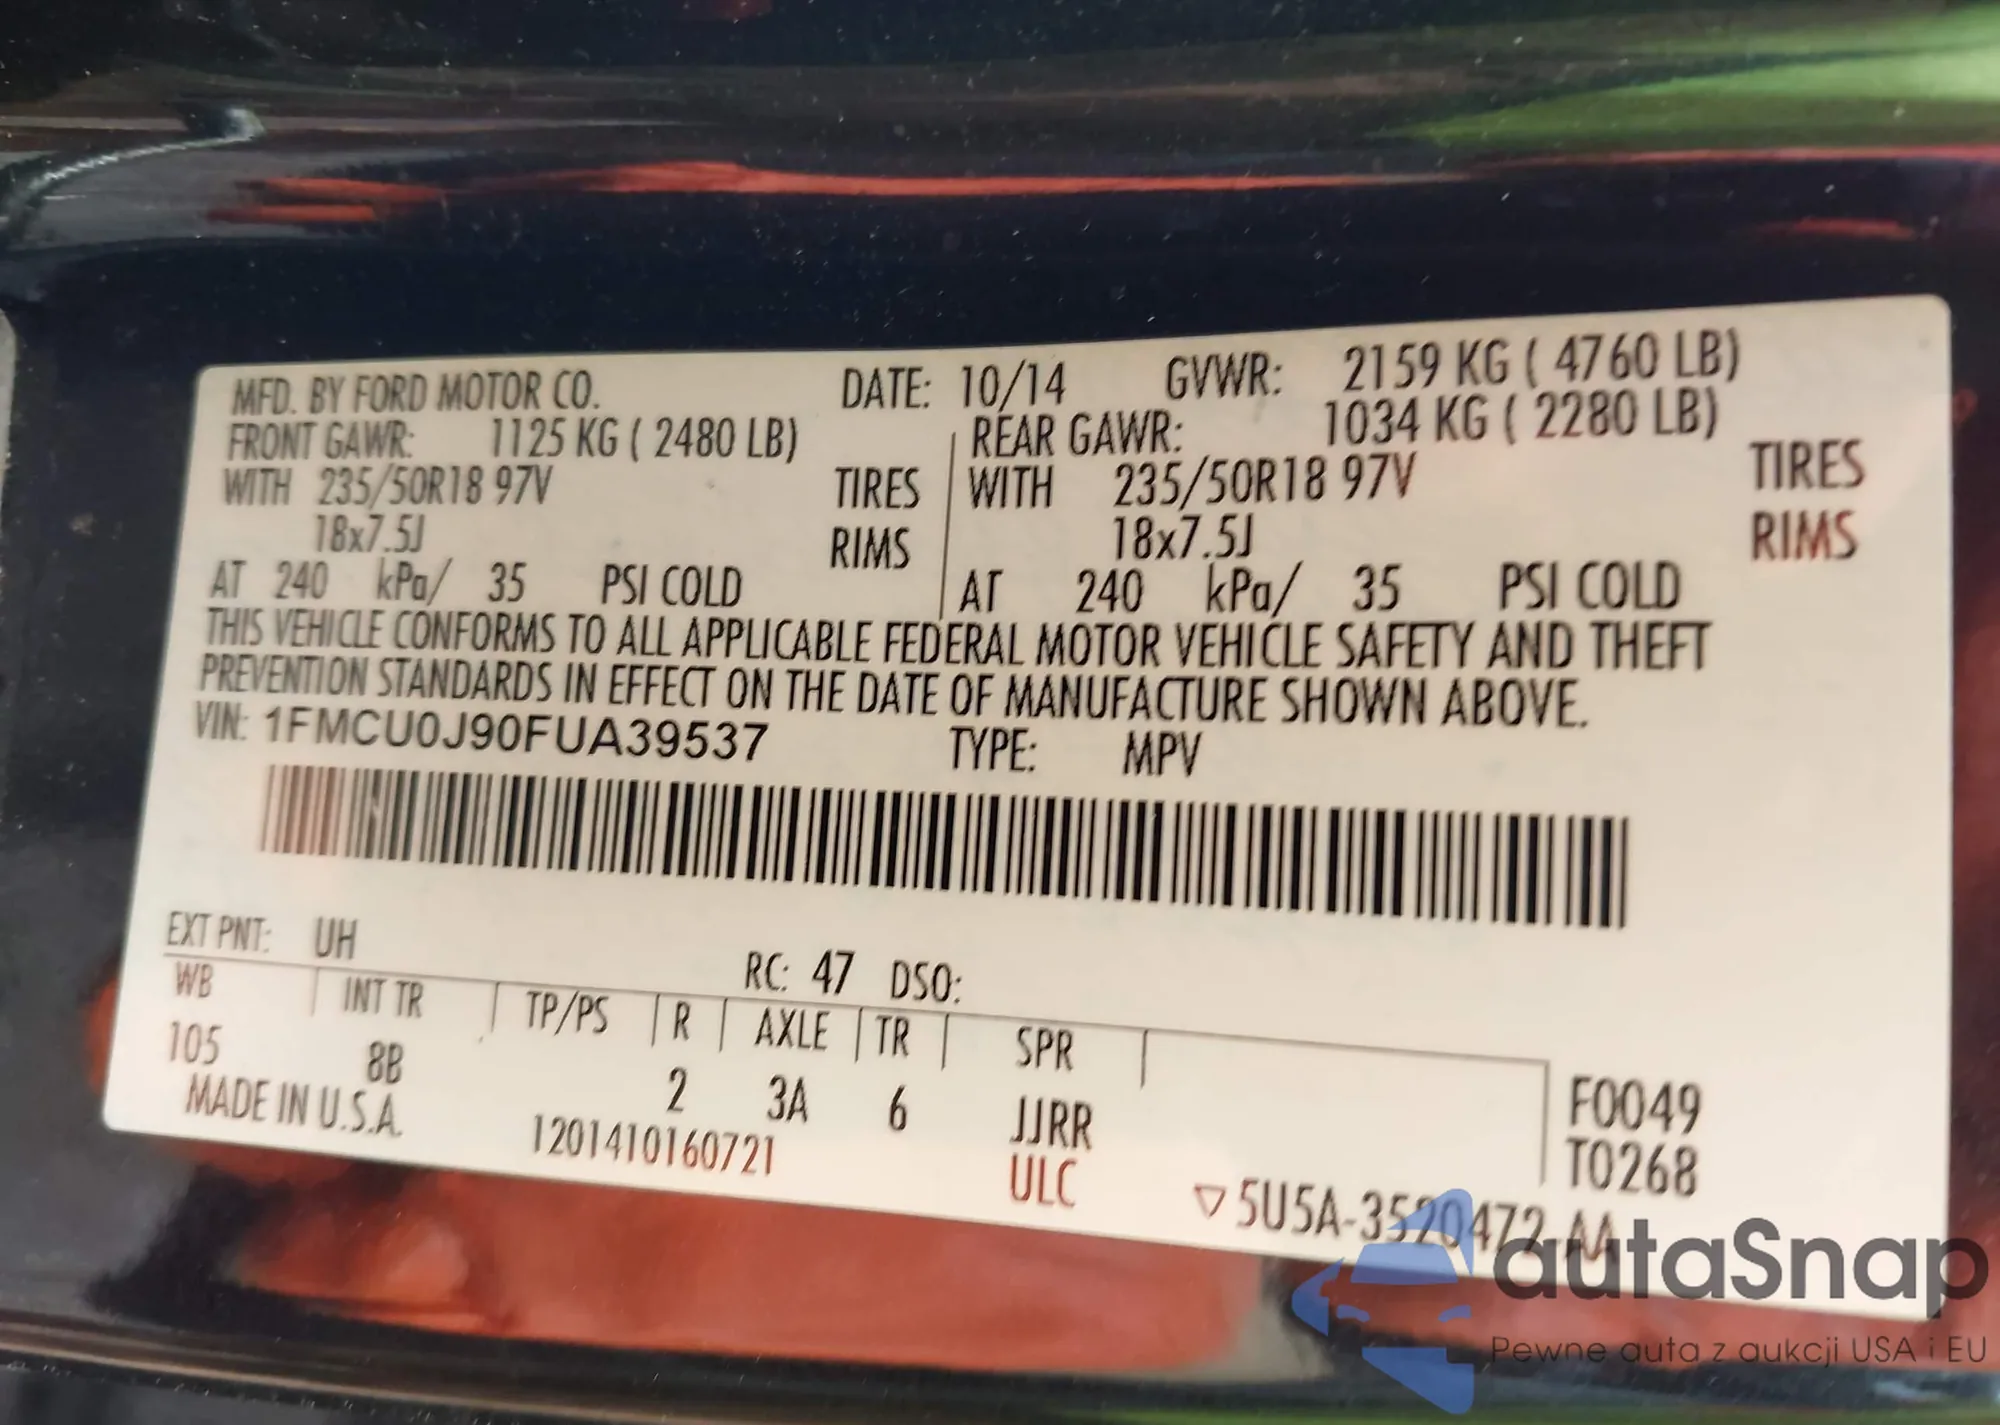 MFD. BY FORD MOTOR CO. DATE: 10/14 GVWR: 2159 KG ( 4760 LB)
FRONT GAWR: 1125 KG ( 2480 LB) REAR GAWR: 1034 KG ( 2280 LB)
WITH 235/50R18 97V TIRES WITH 235/50R18 97V TIRES
18x7.5J RIMS 18x7.5J RIMS
AT 240 kPa/ 35 PSI COLD AT 240 kPa/ 35 PSI COLD
THIS VEHICLE CONFORMS TO ALL APPLICABLE FEDERAL MOTOR VEHICLE SAFETY AND THEFT
PREVENTION STANDARDS IN EFFECT ON THE DATE OF MANUFACTURE SHOWN ABOVE.
VIN: 1FMCU0J90FUA39537 TYPE: MPV
EXT PNT: UH RC: 47 DSO:
WB INT TR TP/PS R AXLE TR SPR
105 8B 2 3A 6 JJRR F0049
MADE IN U.S.A. 1201410160721 ULC T0268
▽5U5A-3520472-AA
autaSnap
Pewne auta z aukcji USA i EU